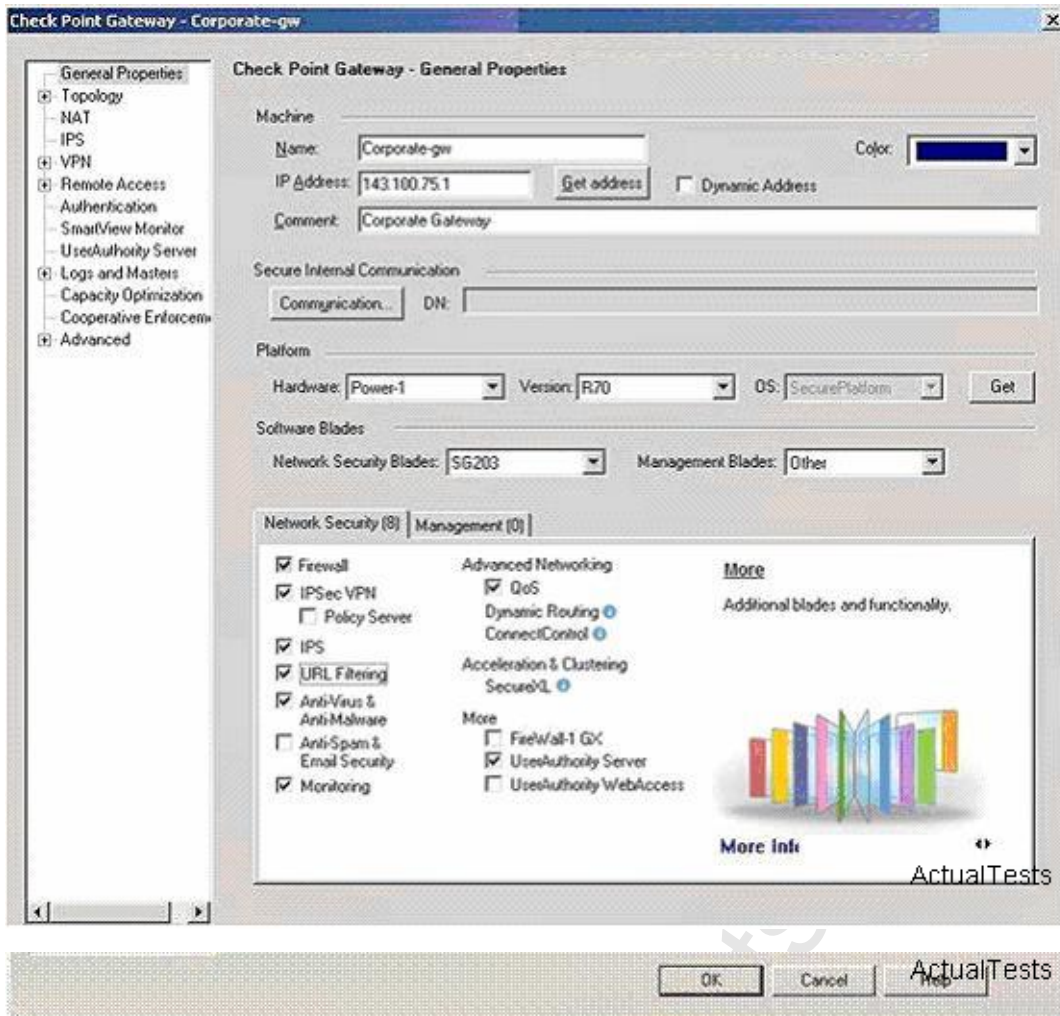 Check Point Gateway - Corporate-gw
General Properties
Topology
NAT
IPS
VPN
Remote Access
Authentication
SmartView Monitor
UserAuthority Server
Logs and Masters
Capacity Optimization
Cooperative Enforceme
Advanced
Check Point Gateway - General Properties
Machine
Name: Corporate-gw Color:
IP Address: 143.100.75.1 Get address Dynamic Address
Comment: Corporate Gateway
Secure Internal Communication
Communication... DN:
Platform
Hardware: Power-1 Version: R70 OS: SecurePlatform Get
Software Blades
Network Security Blades: SG203 Management Blades: Other
Network Security (8) Management (0)
Firewall
IPSec VPN
Policy Server
IPS
URL Filtering
Anti-Virus &
Anti-Malware
Anti-Spam &
Email Security
Monitoring
Advanced Networking
QoS
Dynamic Routing
ConnectControl
Acceleration & Clustering
SecureXL
More
FireWall-1 GX
UserAuthority Server
UserAuthority WebAccess
More
Additional blades and functionality.
More Info
ActualTests
OK Cancel Help
ActualTests